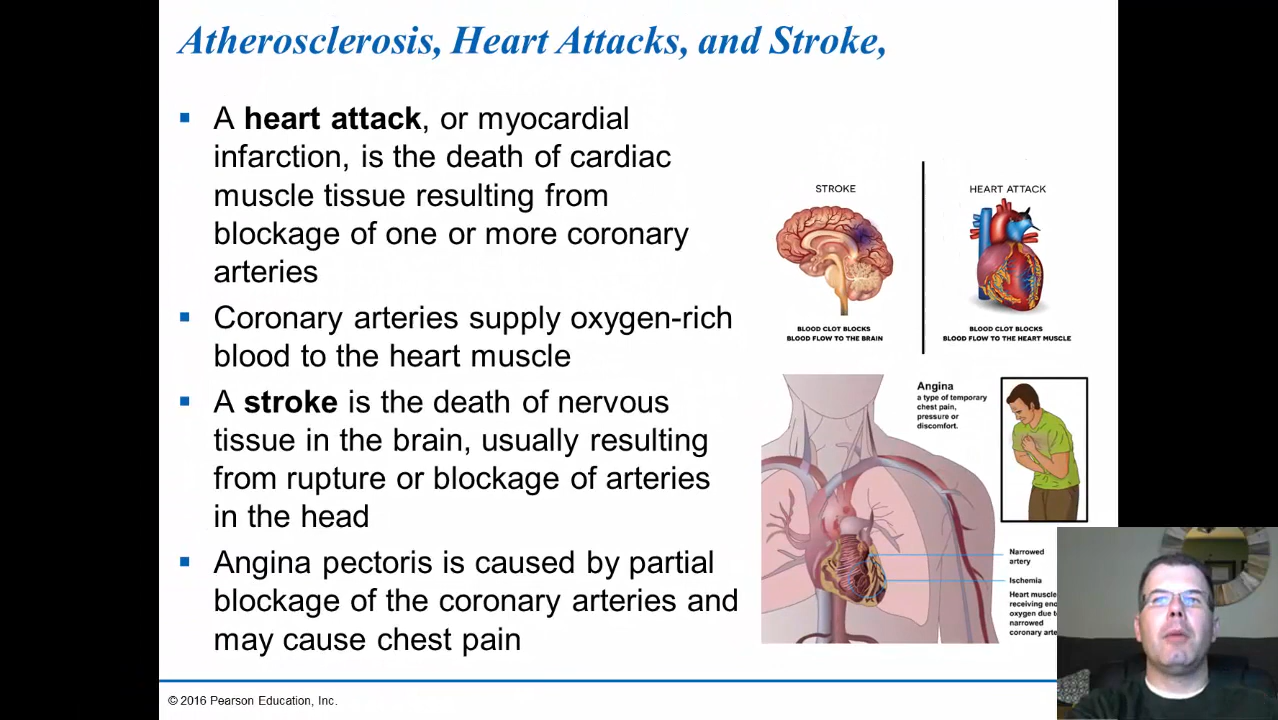 Atherosclerosis, Heart Attacks, and Stroke,
A heart attack, or myocardial
infarction, is the death of cardiac
muscle tissue resulting from
blockage of one or more coronary
arteries
Coronary arteries supply oxygen-rich
blood to the heart muscle
A stroke is the death of nervous
tissue in the brain, usually resulting
from rupture or blockage of arteries
in the head
Angina pectoris is caused by partial
blockage of the coronary arteries and
may cause chest pain
STROKE
BLOOD CLOT BLOCKS
BLOOD FLOW TO THE BRAIN
HEART ATTACK
BLOOD CLOT BLOCKS
BLOOD FLOW TO THE HEART MUSCLE
Angina
a type of temporary
chest pain,
pressure or
discomfort.
Narrowed
artery
Ischemia
Heart muscle
receiving
oxygen due
narrowed
coronary
© 2016 Pearson Education, Inc.